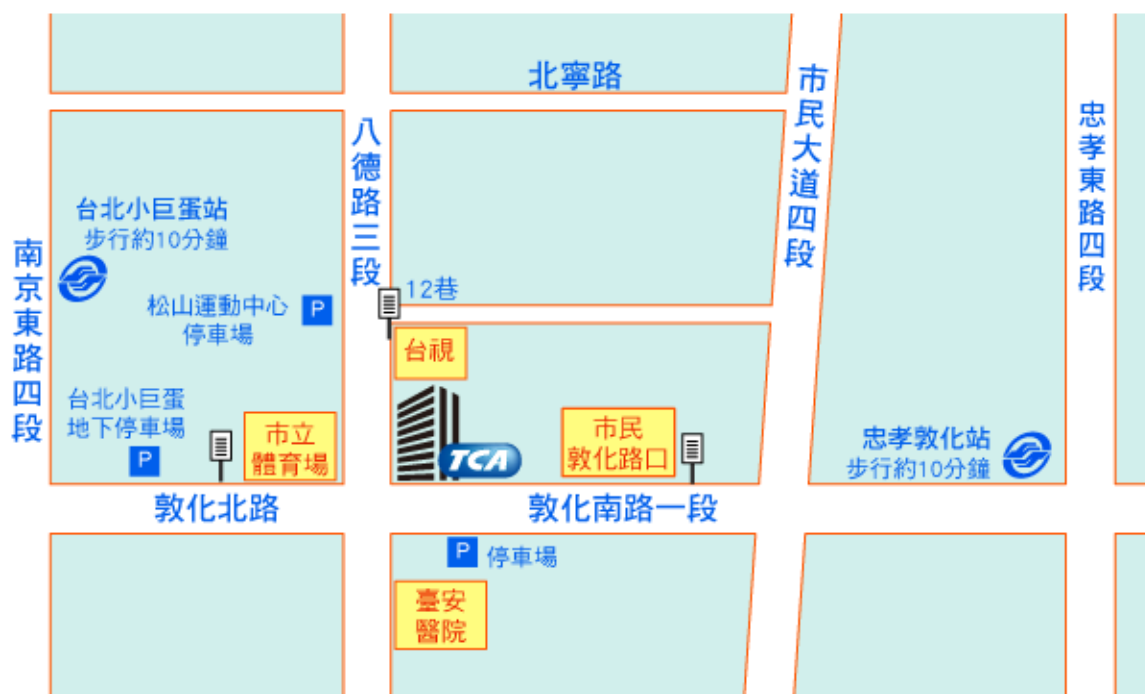 北寧路
市民大道四段
忠孝東路四段
八德路三段
台北小巨蛋站
步行約10分鐘
南京東路四段
12巷
松山運動中心
停車場
P
台視
台北小巨蛋
地下停車場
P
市立
體育場
TCA
市民
敦化路口
忠孝敦化站
步行約10分鐘
敦化北路
敦化南路一段
P 停車場
臺安
醫院